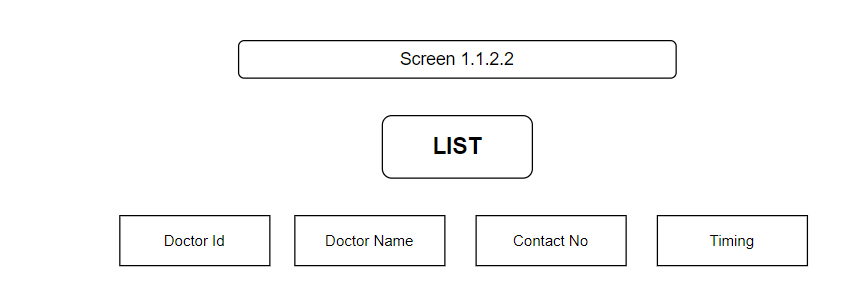 Screen 1.1.2.2
LIST
Doctor Id
Doctor Name
Contact No
Timing